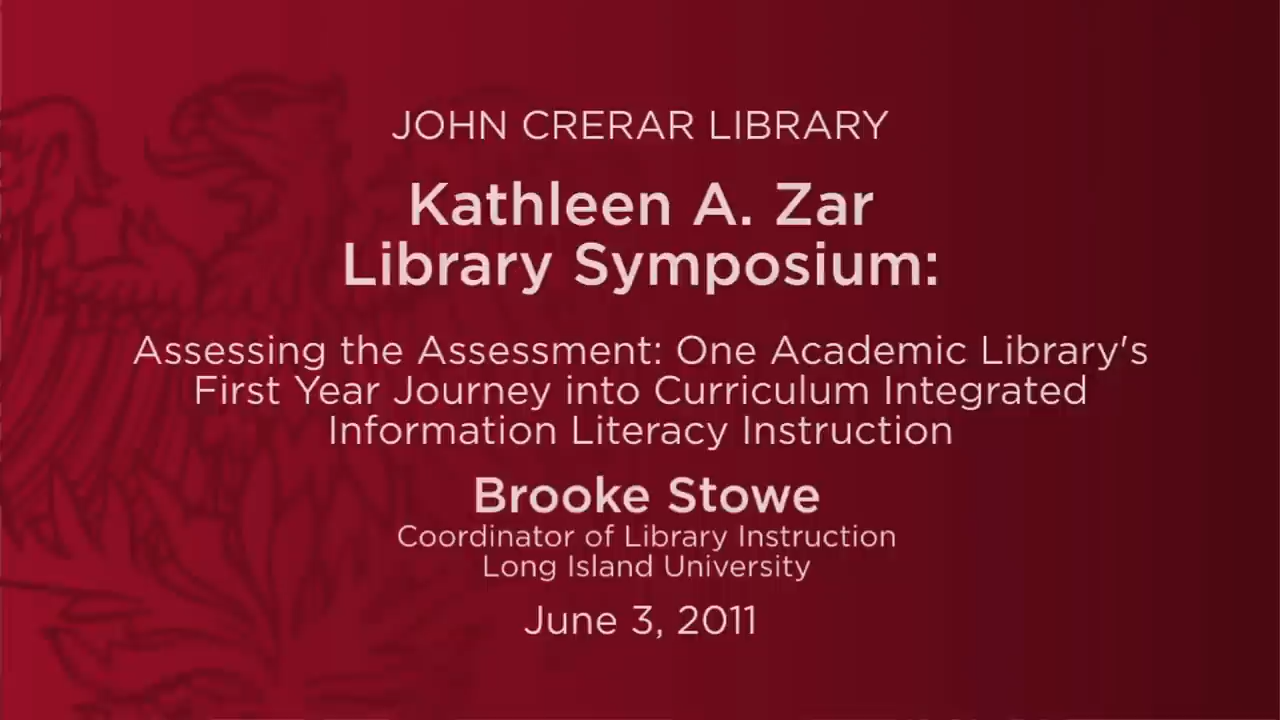 JOHN CRERAR LIBRARY
Kathleen A. Zar
Library Symposium:
Assessing the Assessment: One Academic Library's
First Year Journey into Curriculum Integrated
Information Literacy Instruction
Brooke Stowe
Coordinator of Library Instruction
Long Island University
June 3, 2011